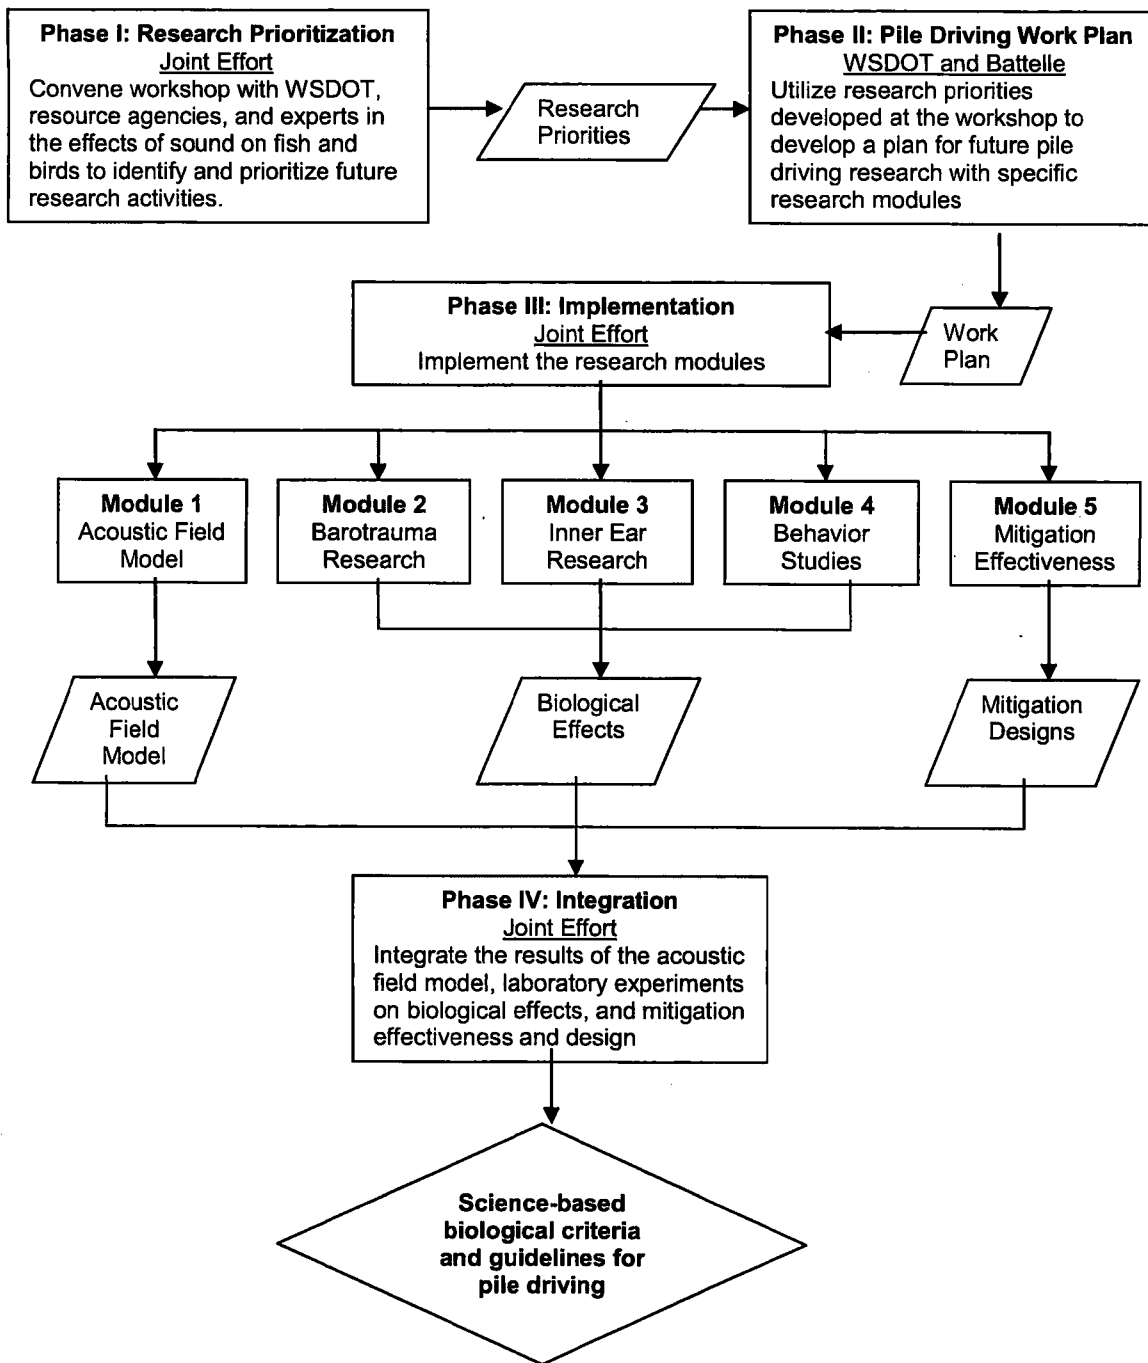 Phase I: Research Prioritization
Joint Effort
Convene workshop with WSDOT,
resource agencies, and experts in
the effects of sound on fish and
birds to identify and prioritize future
research activities.
Research
Priorities
Phase II: Pile Driving Work Plan
WSDOT and Battelle
Utilize research priorities
developed at the workshop to
develop a plan for future pile
driving research with specific
research modules
Work
Plan
Phase III: Implementation
Joint Effort
Implement the research modules
Module 1
Acoustic Field
Model
Module 2
Barotrauma
Research
Module 3
Inner Ear
Research
Module 4
Behavior
Studies
Module 5
Mitigation
Effectiveness
Acoustic
Field
Model
Biological
Effects
Mitigation
Designs
Phase IV: Integration
Joint Effort
Integrate the results of the acoustic
field model, laboratory experiments
on biological effects, and mitigation
effectiveness and design
Science-based
biological criteria
and guidelines for
pile driving